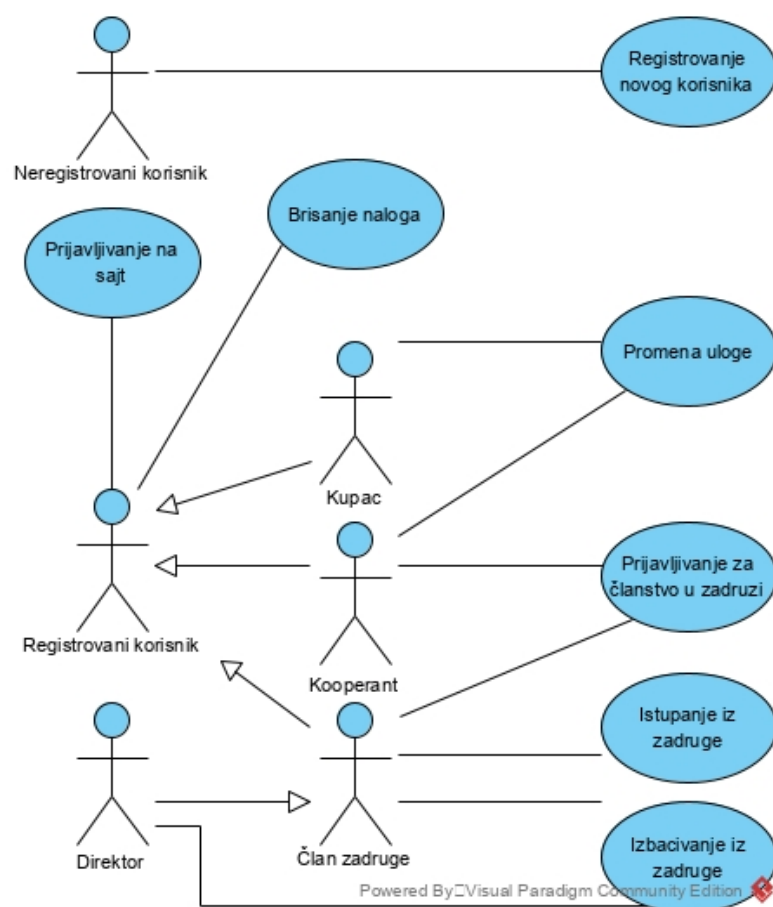 Registrovanje
novog korisnika
Neregistrovani korisnik
Brisanje naloga
Prijavljivanje na
sajt
Promena uloge
Kupac
Prijavljivanje za
članstvo u zadruzi
Registrovani korisnik
Kooperant
Istupanje iz
zadruge
Direktor
Član zadruge
Izbacivanje iz
zadruge
Powered By Visual Paradigm Community Edition